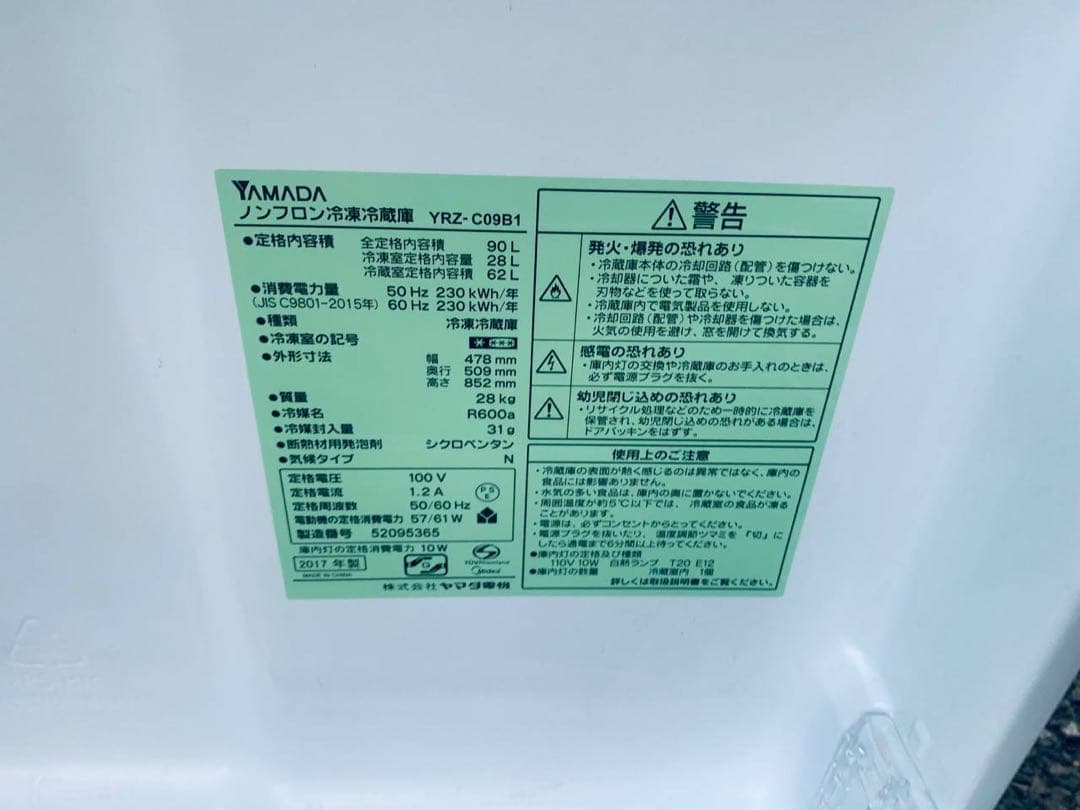 YAMADA
ノンフロン冷凍冷蔵庫 YRZ-C09B1
●定格内容積 全定格内容積 90 L
冷凍室定格内容積 28 L
冷蔵室定格内容積 62 L
●消費電力量 50 Hz 230 kWh/年
(JIS C9801-2015年) 60 Hz 230 kWh/年
●種類 冷凍冷蔵庫
●冷凍室の記号 ****
●外形寸法 幅 478 mm
奥行 509 mm
高さ 852 mm
●質量 28 kg
●冷媒名 R600a
●冷媒封入量 31 g
●断熱材用発泡剤 シクロペンタン
●気候タイプ N
定格電圧 100 V
定格電流 1.2 A
定格周波数 50/60 Hz
電動機の定格消費電力 57/61 W
製造番号 52095365
PSE
庫内灯の定格消費電力 10W
2017 年製
MADE IN CHINA
G
TÜVRheinland
Midea
株式会社 ヤマダ電機
警告
発火・爆発の恐れあり
・冷蔵庫本体の冷却回路(配管)を傷つけない。
・冷却器についた霜や、凍りついた容器を
刃物などを使って取らない。
・冷蔵庫内で電気製品を使用しない。
・冷却回路(配管)や冷却器を傷つけた場合は、
火気の使用を避け、窓を開けて換気する。
感電の恐れあり
・庫内灯の交換や冷蔵庫のお手入れのときは、
必ず電源プラグを抜く。
幼児閉じ込めの恐れあり
・リサイクル処理などのため一時的に冷蔵庫を
保管され、幼児閉じ込めの恐れがある場合は、
ドアパッキンをはずす。
使用上のご注意
・冷蔵庫の表面が熱く感じるのは異常ではなく、庫内の
食品には影響ありません。
・水気の多い食品は、庫内の奥に置かないでください。
・周囲温度が約5℃以下では、冷蔵室の食品が凍る
ことがあります。
・電源は、必ずコンセントからとってください。
・電源プラグを抜いたり、温度調節ツマミを「切」に
したら通電まで6分間以上待ってください。
●庫内灯の定格及び種類
110V 10W 白熱ランプ T20 E12
●庫内灯の数量 冷蔵室内 1個
詳しくは取扱説明書をご覧ください。